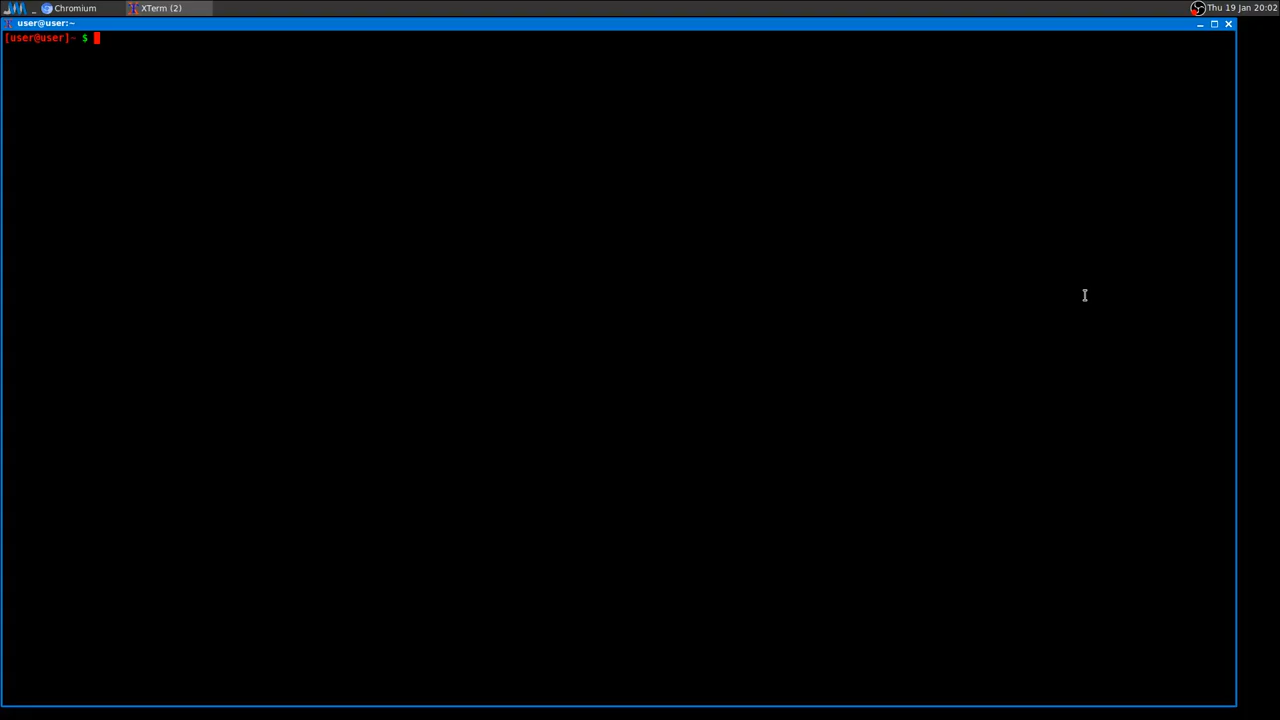 _ Chromium XTerm (2) Thu 19 Jan 20:02
user@user:~
[user@user]~ $